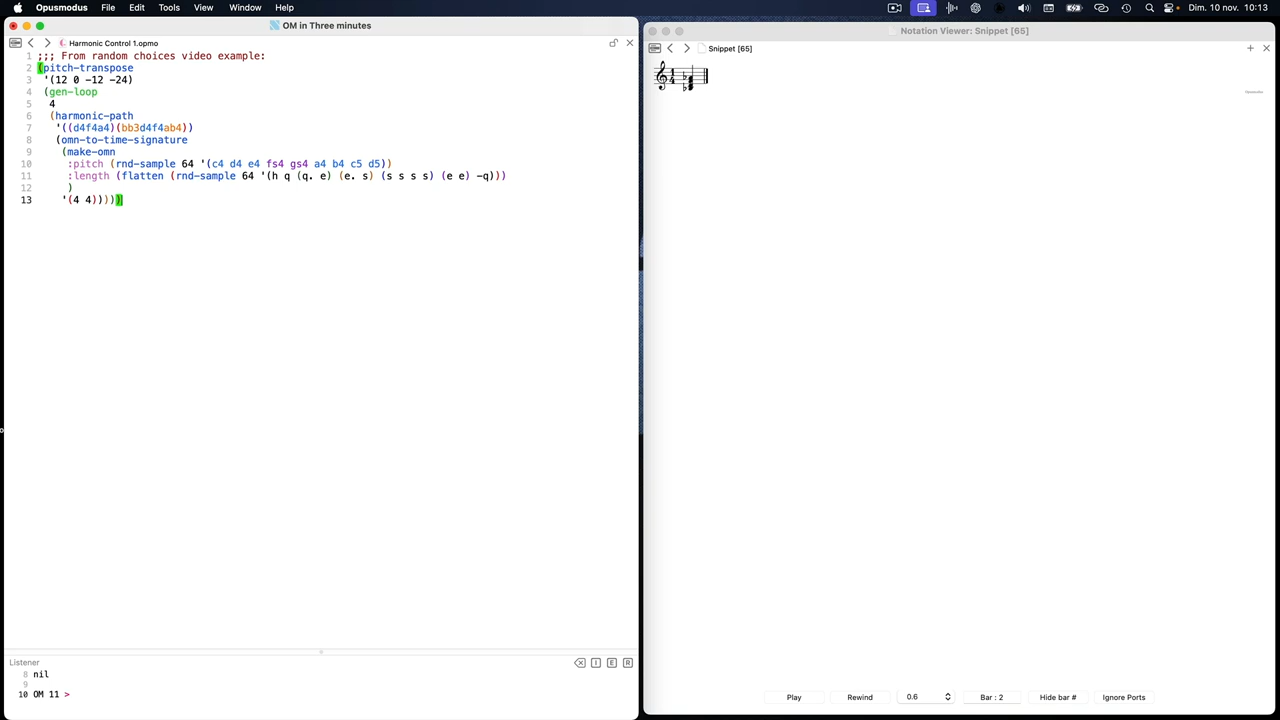 Opusmodus File Edit Tools View Window Help Dim. 10 nov. 10:13
OM in Three minutes
Harmonic Control 1.opmo
1 ;;; From random choices video example:
2 (pitch-transpose
3 '(12 0 -12 -24)
4 (gen-loop
5 4
6 (harmonic-path
7 '((d4f4a4)(bb3d4f4ab4))
8 (omn-to-time-signature
9 (make-omn
10 :pitch (rnd-sample 64 '(c4 d4 e4 fs4 gs4 a4 b4 c5 d5))
11 :length (flatten (rnd-sample 64 '(h q (q. e) (e. s) (s s s s) (e e) -q)))
12 )
13 '(4 4)))))
Listener
I E R
8 nil
9
10 OM 11 >
Notation Viewer: Snippet [65]
Snippet [65]
Opusmodus
Play Rewind 0.6 Bar : 2 Hide bar # Ignore Ports